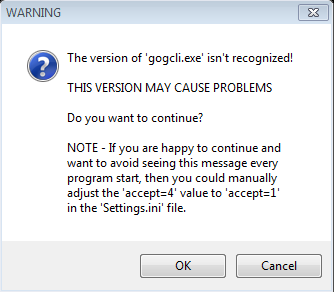 WARNING
The version of 'gogcli.exe' isn't recognized!
THIS VERSION MAY CAUSE PROBLEMS
Do you want to continue?
NOTE - If you are happy to continue and
want to avoid seeing this message every
program start, then you could manually
adjust the 'accept=4' value to 'accept=1'
in the 'Settings.ini' file.
OK
Cancel